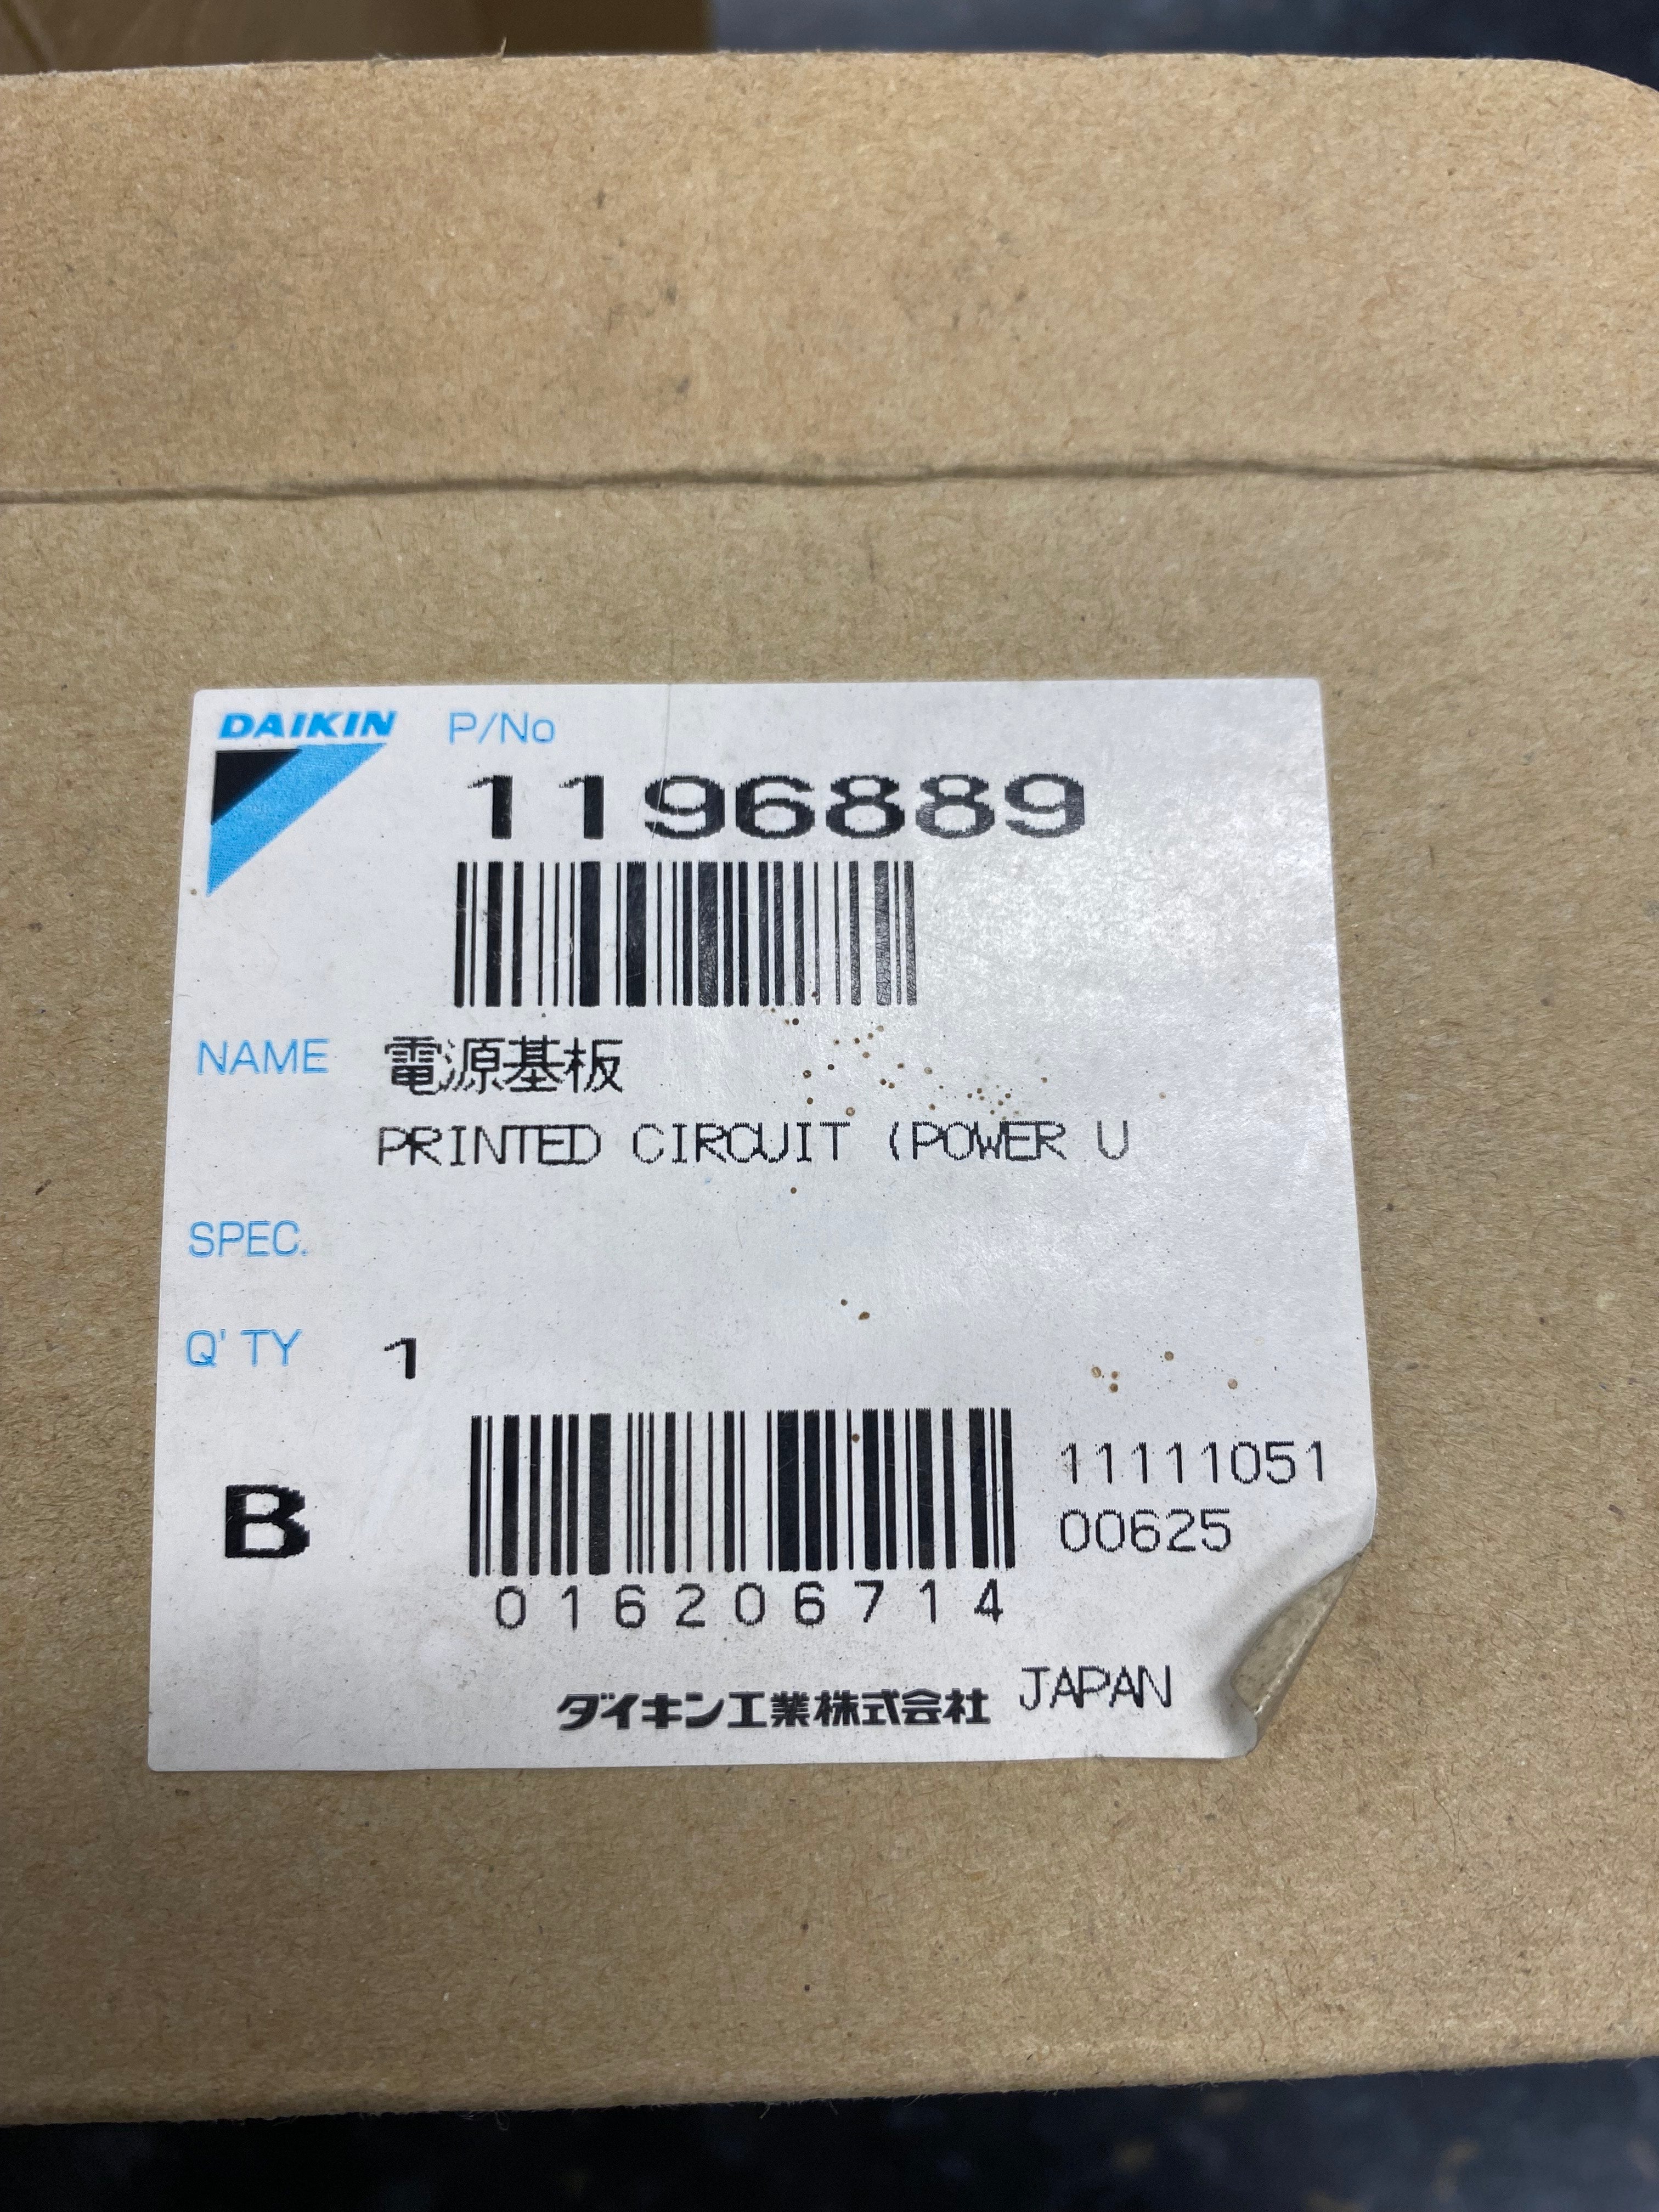 DAIKIN P/No
1196889
NAME 電源基板
PRINTED CIRCUIT (POWER U
SPEC.
Q'TY 1
B
11111051
00625
016206714
ダイキン工業株式会社 JAPAN